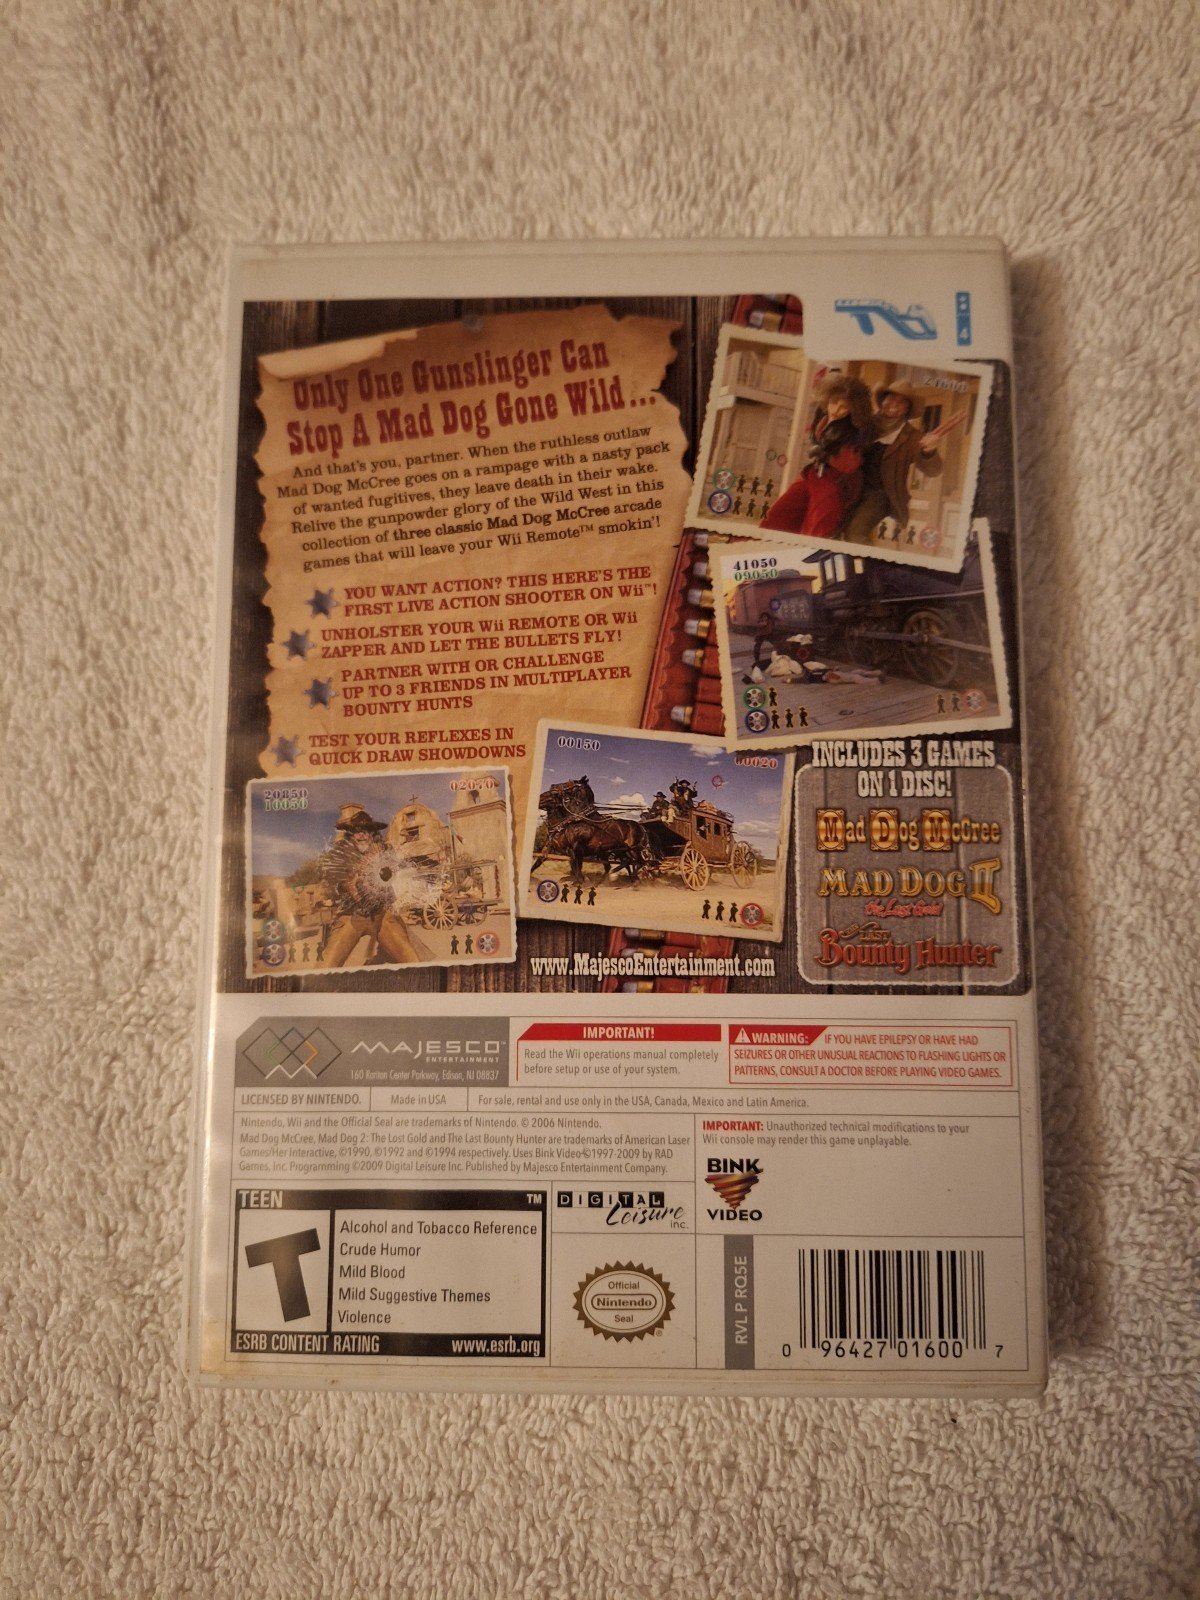 Only One Gunslinger Can
Stop A Mad Dog Gone Wild...
And that's you, partner. When the ruthless outlaw
Mad Dog McCree goes on a rampage with a nasty pack
of wanted fugitives, they leave death in their wake.
Relive the gunpowder glory of the Wild West in this
collection of three classic Mad Dog McCree arcade
games that will leave your Wii Remote™ smokin'!
YOU WANT ACTION? THIS HERE'S THE
FIRST LIVE ACTION SHOOTER ON Wii™!
UNHOLSTER YOUR Wii REMOTE OR Wii
ZAPPER AND LET THE BULLETS FLY!
PARTNER WITH OR CHALLENGE
UP TO 3 FRIENDS IN MULTIPLAYER
BOUNTY HUNTS
TEST YOUR REFLEXES IN
QUICK DRAW SHOWDOWNS
4
41050
09050
20850
10050
02070
00150
00020
INCLUDES 3 GAMES
ON 1 DISC!
Mad Dog McCree
MAD DOG II
the Lost Gold
THE LAST
Bounty Hunter
www.MajescoEntertainment.com
MAJESCO™
ENTERTAINMENT
160 Raritan Center Parkway, Edison, NJ 08837
IMPORTANT!
Read the Wii operations manual completely
before setup or use of your system.
WARNING: IF YOU HAVE EPILEPSY OR HAVE HAD
SEIZURES OR OTHER UNUSUAL REACTIONS TO FLASHING LIGHTS OR
PATTERNS, CONSULT A DOCTOR BEFORE PLAYING VIDEO GAMES.
LICENSED BY NINTENDO.
Made in USA
For sale, rental and use only in the USA, Canada, Mexico and Latin America.
Nintendo, Wii and the Official Seal are trademarks of Nintendo. © 2006 Nintendo.
Mad Dog McCree, Mad Dog 2: The Lost Gold and The Last Bounty Hunter are trademarks of American Laser
Games/Her Interactive, ©1990, ©1992 and ©1994 respectively. Uses Bink Video ©1997-2009 by RAD
Games, Inc. Programming ©2009 Digital Leisure Inc. Published by Majesco Entertainment Company.
IMPORTANT: Unauthorized technical modifications to your
Wii console may render this game unplayable.
BINK
VIDEO
TEEN ™
T
Alcohol and Tobacco Reference
Crude Humor
Mild Blood
Mild Suggestive Themes
Violence
ESRB CONTENT RATING www.esrb.org
DIGITAL
Leisure
inc.
Official
Nintendo
Seal
®
RVL P RQ5E
0 96427 01600 7